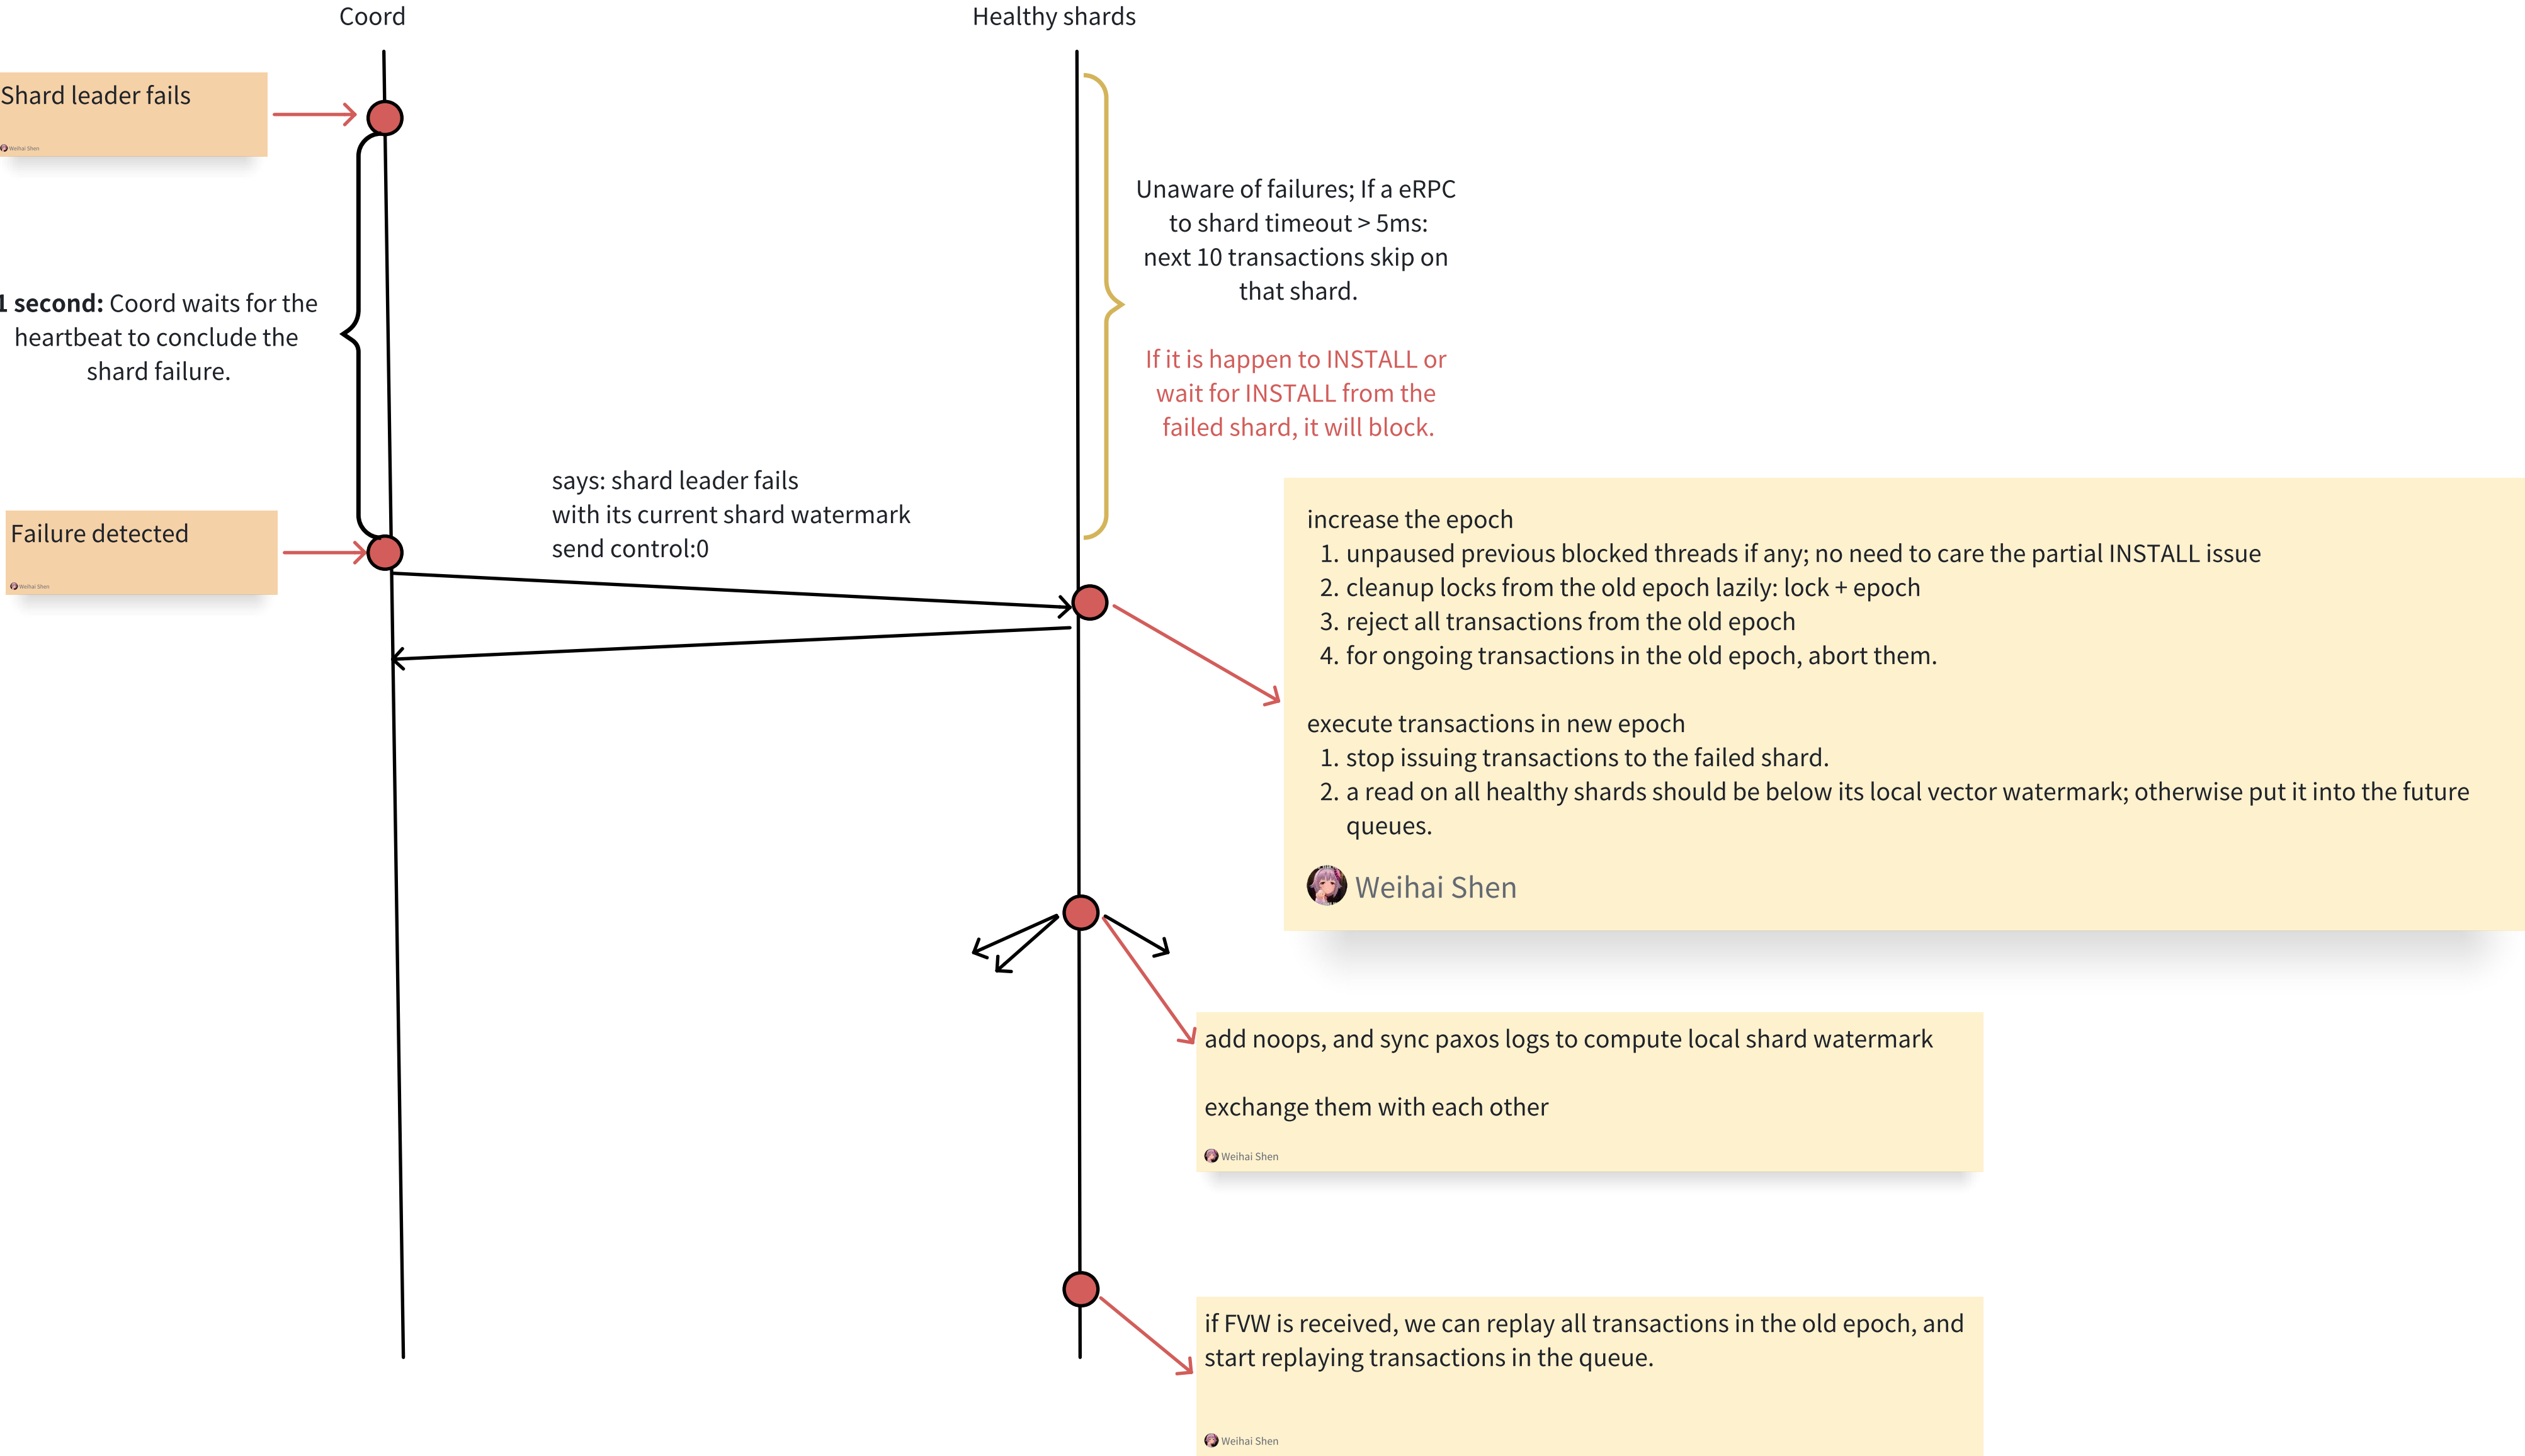 Coord
Healthy shards
Shard leader fails
Weihai Shen
Unaware of failures; If a eRPC
to shard timeout > 5ms:
next 10 transactions skip on
that shard.
1 second: Coord waits for the
heartbeat to conclude the
shard failure.
If it is happen to INSTALL or
wait for INSTALL from the
failed shard, it will block.
says: shard leader fails
with its current shard watermark
send control:0
Failure detected
Weihai Shen
increase the epoch
1. unpaused previous blocked threads if any; no need to care the partial INSTALL issue
2. cleanup locks from the old epoch lazily: lock + epoch
3. reject all transactions from the old epoch
4. for ongoing transactions in the old epoch, abort them.
execute transactions in new epoch
1. stop issuing transactions to the failed shard.
2. a read on all healthy shards should be below its local vector watermark; otherwise put it into the future
queues.
Weihai Shen
add noops, and sync paxos logs to compute local shard watermark
exchange them with each other
Weihai Shen
if FVW is received, we can replay all transactions in the old epoch, and
start replaying transactions in the queue.
Weihai Shen